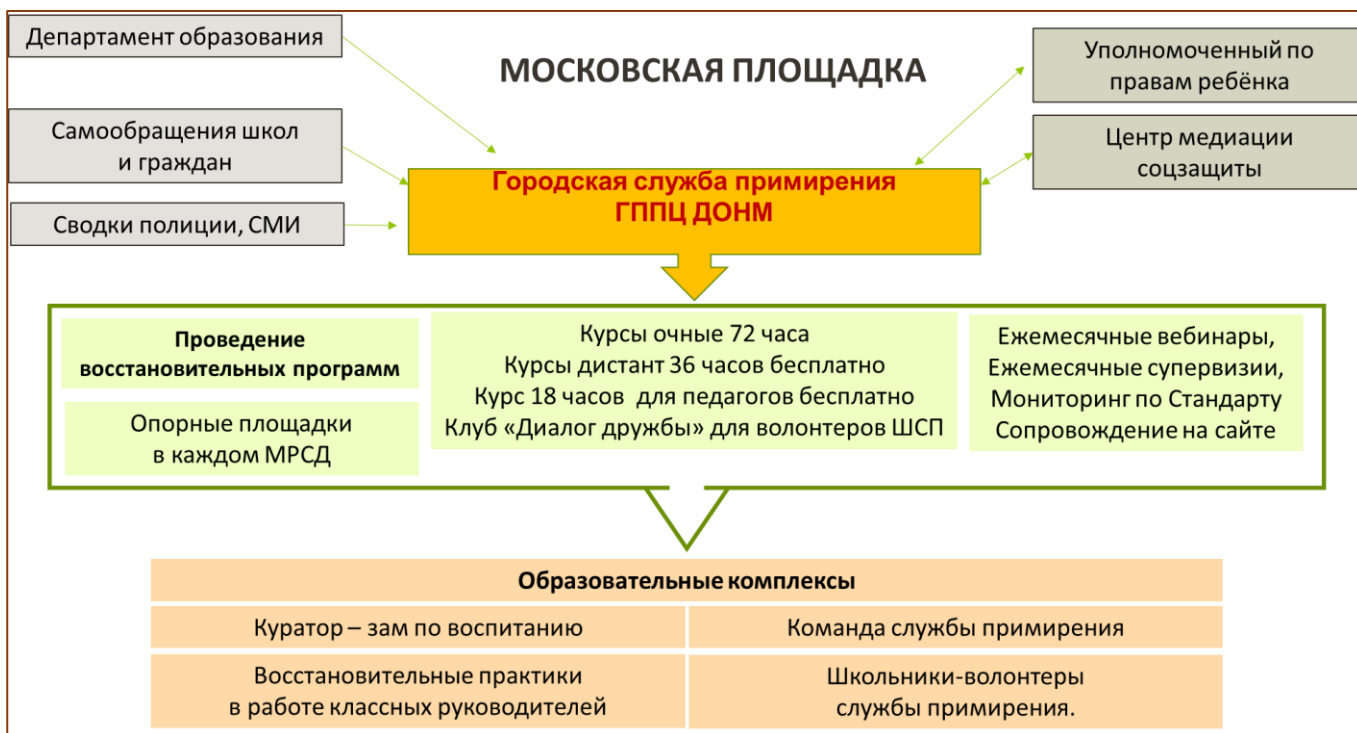 Департамент образования
МОСКОВСКАЯ ПЛОЩАДКА
Уполномоченный по
правам ребёнка
Самообращения школ
и граждан
Центр медиации
соцзащиты
Сводки полиции, СМИ
Городская служба примирения
ГППЦ ДОНМ
Проведение
восстановительных программ
Опорные площадки
в каждом МРСД
Курсы очные 72 часа
Курсы дистант 36 часов бесплатно
Курс 18 часов для педагогов бесплатно
Клуб «Диалог дружбы» для волонтеров ШСП
Ежемесячные вебинары,
Ежемесячные супервизии,
Мониторинг по Стандарту
Сопровождение на сайте
Образовательные комплексы
Куратор – зам по воспитанию
Команда службы примирения
Восстановительные практики
в работе классных руководителей
Школьники-волонтеры
службы примирения.